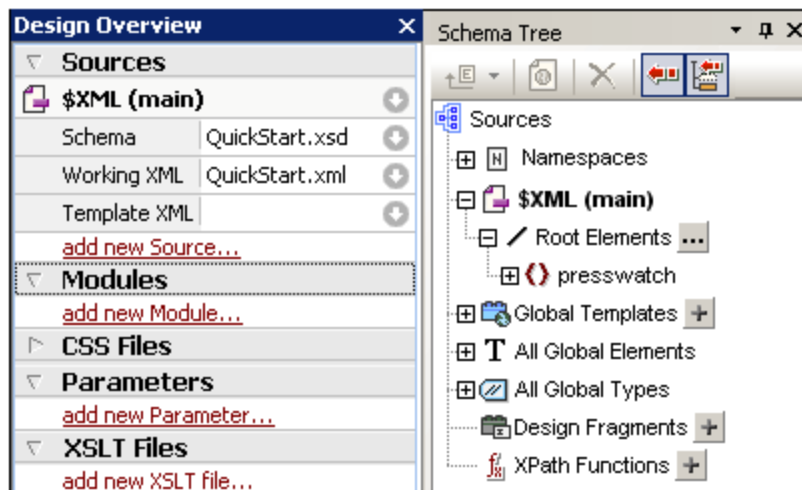 Design Overview
Sources
$XML (main)
Schema QuickStart.xsd
Working XML QuickStart.xml
Template XML
add new Source...
Modules
add new Module...
CSS Files
Parameters
add new Parameter...
XSLT Files
add new XSLT file...
Schema Tree
E
Sources
N Namespaces
$XML (main)
Root Elements ...
() presswatch
Global Templates +
T All Global Elements
All Global Types
Design Fragments +
fx XPath Functions +